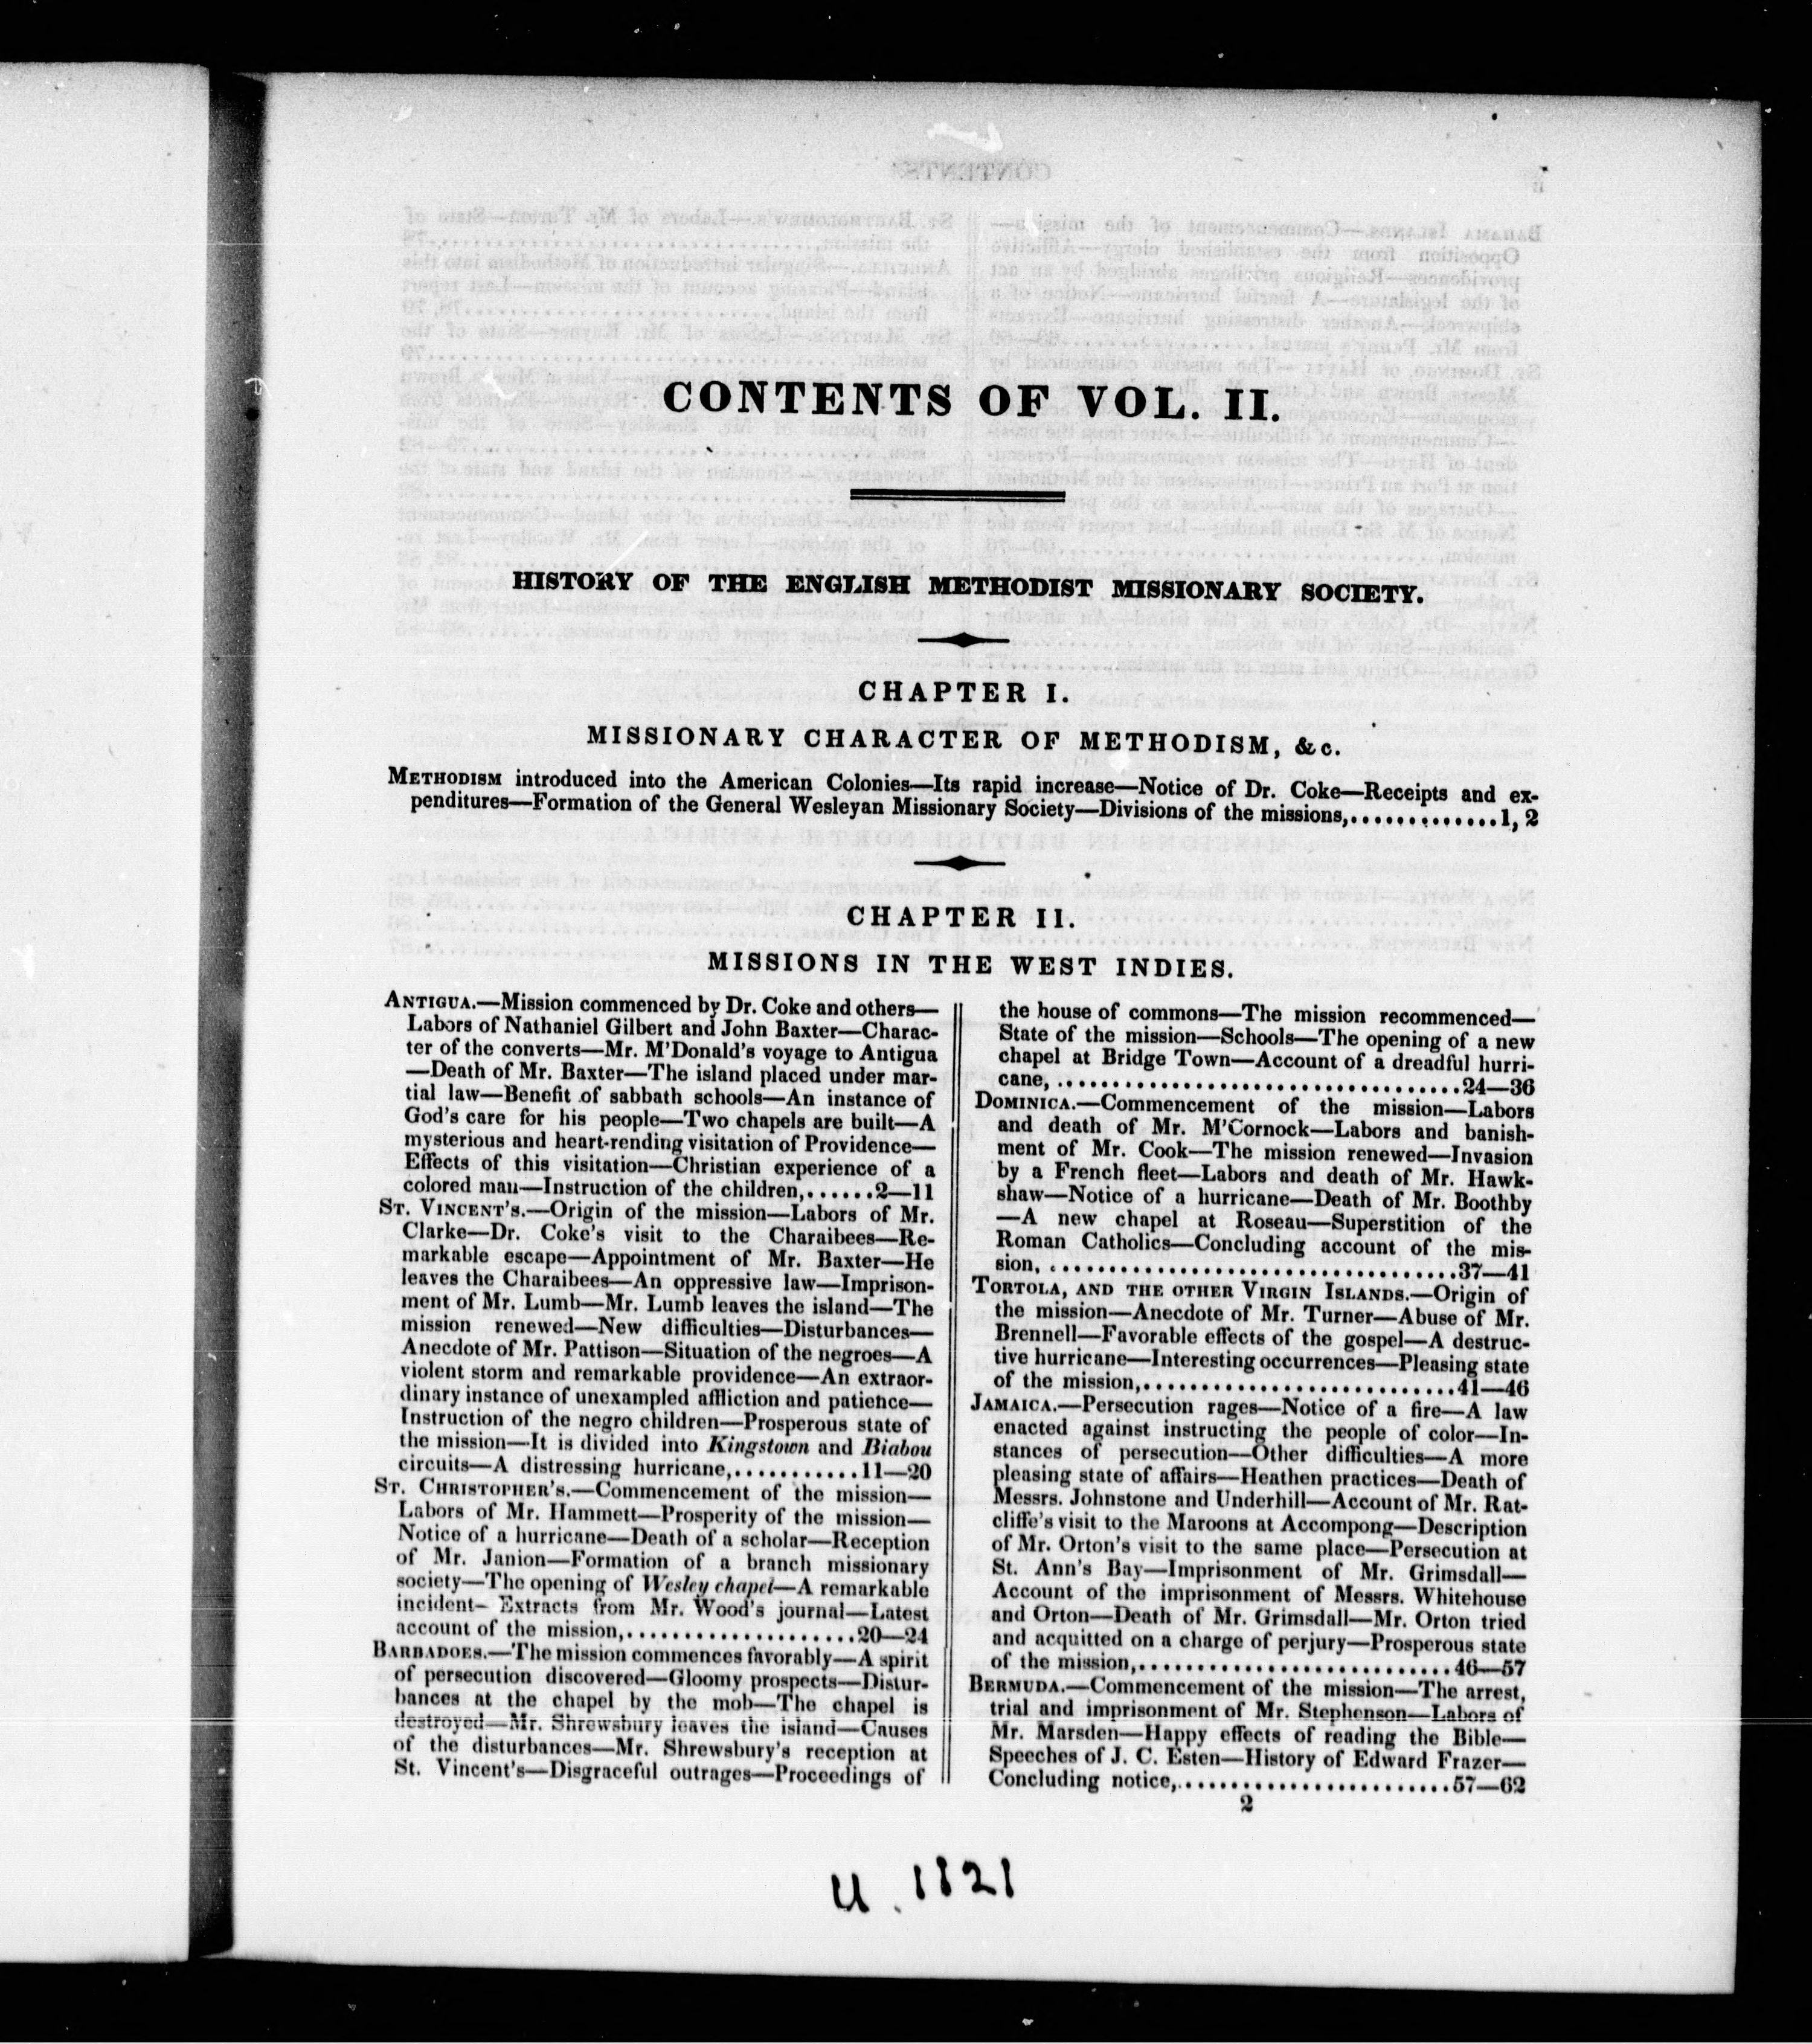 CONTENTS OF VOL. II.
HISTORY OF THE ENGLISH METHODIST MISSIONARY SOCIETY.
CHAPTER I.
MISSIONARY CHARACTER OF METHODISM, &c.
METHODISM introduced into the American Colonies—Its rapid increase—Notice of Dr. Coke—Receipts and ex-
penditures—Formation of the General Wesleyan Missionary Society—Divisions of the missions,.............1, 2
CHAPTER II.
MISSIONS IN THE WEST INDIES.
ANTIGUA.—Mission commenced by Dr. Coke and others—
Labors of Nathaniel Gilbert and John Baxter—Charac-
ter of the converts—Mr. M'Donald's voyage to Antigua
—Death of Mr. Baxter—The island placed under mar-
tial law—Benefit of sabbath schools—An instance of
God's care for his people—Two chapels are built—A
mysterious and heart-rending visitation of Providence—
Effects of this visitation—Christian experience of a
colored man—Instruction of the children,......2—11
ST. VINCENT'S.—Origin of the mission—Labors of Mr.
Clarke—Dr. Coke's visit to the Charaibees—Re-
markable escape—Appointment of Mr. Baxter—He
leaves the Charaibees—An oppressive law—Imprison-
ment of Mr. Lumb—Mr. Lumb leaves the island—The
mission renewed—New difficulties—Disturbances—
Anecdote of Mr. Pattison—Situation of the negroes—A
violent storm and remarkable providence—An extraor-
dinary instance of unexampled affliction and patience—
Instruction of the negro children—Prosperous state of
the mission—It is divided into Kingstown and Biabou
circuits—A distressing hurricane,...........11—20
ST. CHRISTOPHER'S.—Commencement of the mission—
Labors of Mr. Hammett—Prosperity of the mission—
Notice of a hurricane—Death of a scholar—Reception
of Mr. Janion—Formation of a branch missionary
society—The opening of Wesley chapel—A remarkable
incident—Extracts from Mr. Wood's journal—Latest
account of the mission,....................20—24
BARBADOES.—The mission commences favorably—A spirit
of persecution discovered—Gloomy prospects—Distur-
bances at the chapel by the mob—The chapel is
destroyed—Mr. Shrewsbury leaves the island—Causes
of the disturbances—Mr. Shrewsbury's reception at
St. Vincent's—Disgraceful outrages—Proceedings of
the house of commons—The mission recommenced—
State of the mission—Schools—The opening of a new
chapel at Bridge Town—Account of a dreadful hurri-
cane, ...................................24—36
DOMINICA.—Commencement of the mission—Labors
and death of Mr. M'Cornock—Labors and banish-
ment of Mr. Cook—The mission renewed—Invasion
by a French fleet—Labors and death of Mr. Hawk-
shaw—Notice of a hurricane—Death of Mr. Boothby
—A new chapel at Roseau—Superstition of the
Roman Catholics—Concluding account of the mis-
sion, ...................................37—41
TORTOLA, AND THE OTHER VIRGIN ISLANDS.—Origin of
the mission—Anecdote of Mr. Turner—Abuse of Mr.
Brennell—Favorable effects of the gospel—A destruc-
tive hurricane—Interesting occurrences—Pleasing state
of the mission,...........................41—46
JAMAICA.—Persecution rages—Notice of a fire—A law
enacted against instructing the people of color—In-
stances of persecution—Other difficulties—A more
pleasing state of affairs—Heathen practices—Death of
Messrs. Johnstone and Underhill—Account of Mr. Rat-
cliffe's visit to the Maroons at Accompong—Description
of Mr. Orton's visit to the same place—Persecution at
St. Ann's Bay—Imprisonment of Mr. Grimsdall—
Account of the imprisonment of Messrs. Whitehouse
and Orton—Death of Mr. Grimsdall—Mr. Orton tried
and acquitted on a charge of perjury—Prosperous state
of the mission,...........................46—57
BERMUDA.—Commencement of the mission—The arrest,
trial and imprisonment of Mr. Stephenson—Labors of
Mr. Marsden—Happy effects of reading the Bible—
Speeches of J. C. Esten—History of Edward Frazer—
Concluding notice,........................57—62
2
U. 1821